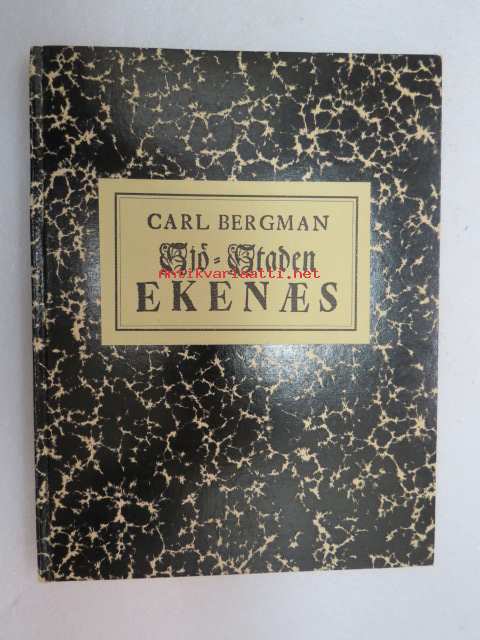 CARL BERGMAN
Sjö-Staden
antikvariaatti.net
EKENÆS